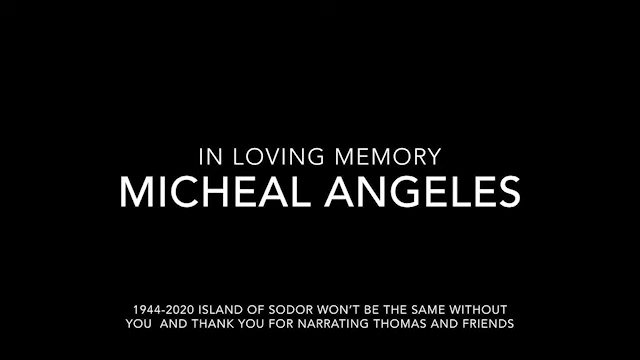 IN LOVING MEMORY
MICHEAL ANGELES
1944-2020 ISLAND OF SODOR WON'T BE THE SAME WITHOUT
YOU  AND THANK YOU FOR NARRATING THOMAS AND FRIENDS